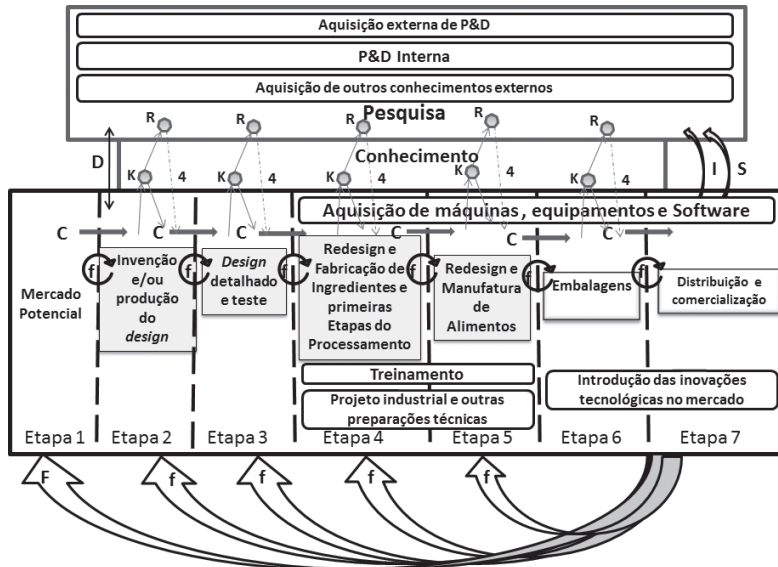 Aquisição externa de P&D
P&D Interna
Aquisição de outros conhecimentos externos
Pesquisa
R R R R R
D
Conhecimento
I S
K 4 K 4 K 4 K 4 K 4
Aquisição de máquinas, equipamentos e Software
C C C C C C
f f f f f f
Mercado
Potencial
Invenção
e/ou
produção
do
design
Design
detalhado
e teste
Redesign e
Fabricação de
Ingredientes e
primeiras
Etapas do
Processamento
Redesign e
Manufatura
de
Alimentos
Embalagens
Distribuição e
comercialização
Treinamento
Projeto industrial e outras
preparações técnicas
Introdução das inovações
tecnológicas no mercado
Etapa 1 Etapa 2 Etapa 3 Etapa 4 Etapa 5 Etapa 6 Etapa 7
F f f f f